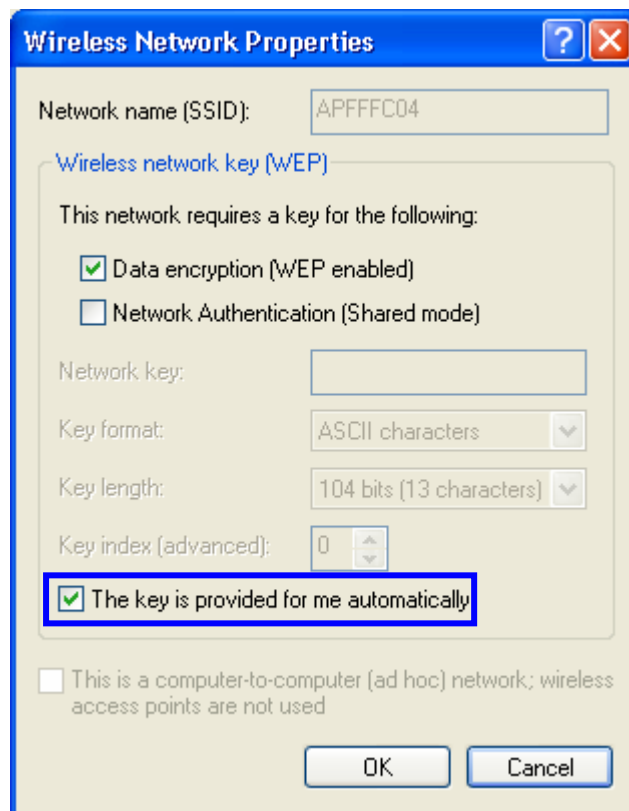 Wireless Network Properties
Network name (SSID): APFFFC04
Wireless network key (WEP)
This network requires a key for the following:
Data encryption (WEP enabled)
Network Authentication (Shared mode)
Network key:
Key format: ASCII characters
Key length: 104 bits (13 characters)
Key index (advanced): 0
The key is provided for me automatically
This is a computer-to-computer (ad hoc) network; wireless
access points are not used
OK Cancel